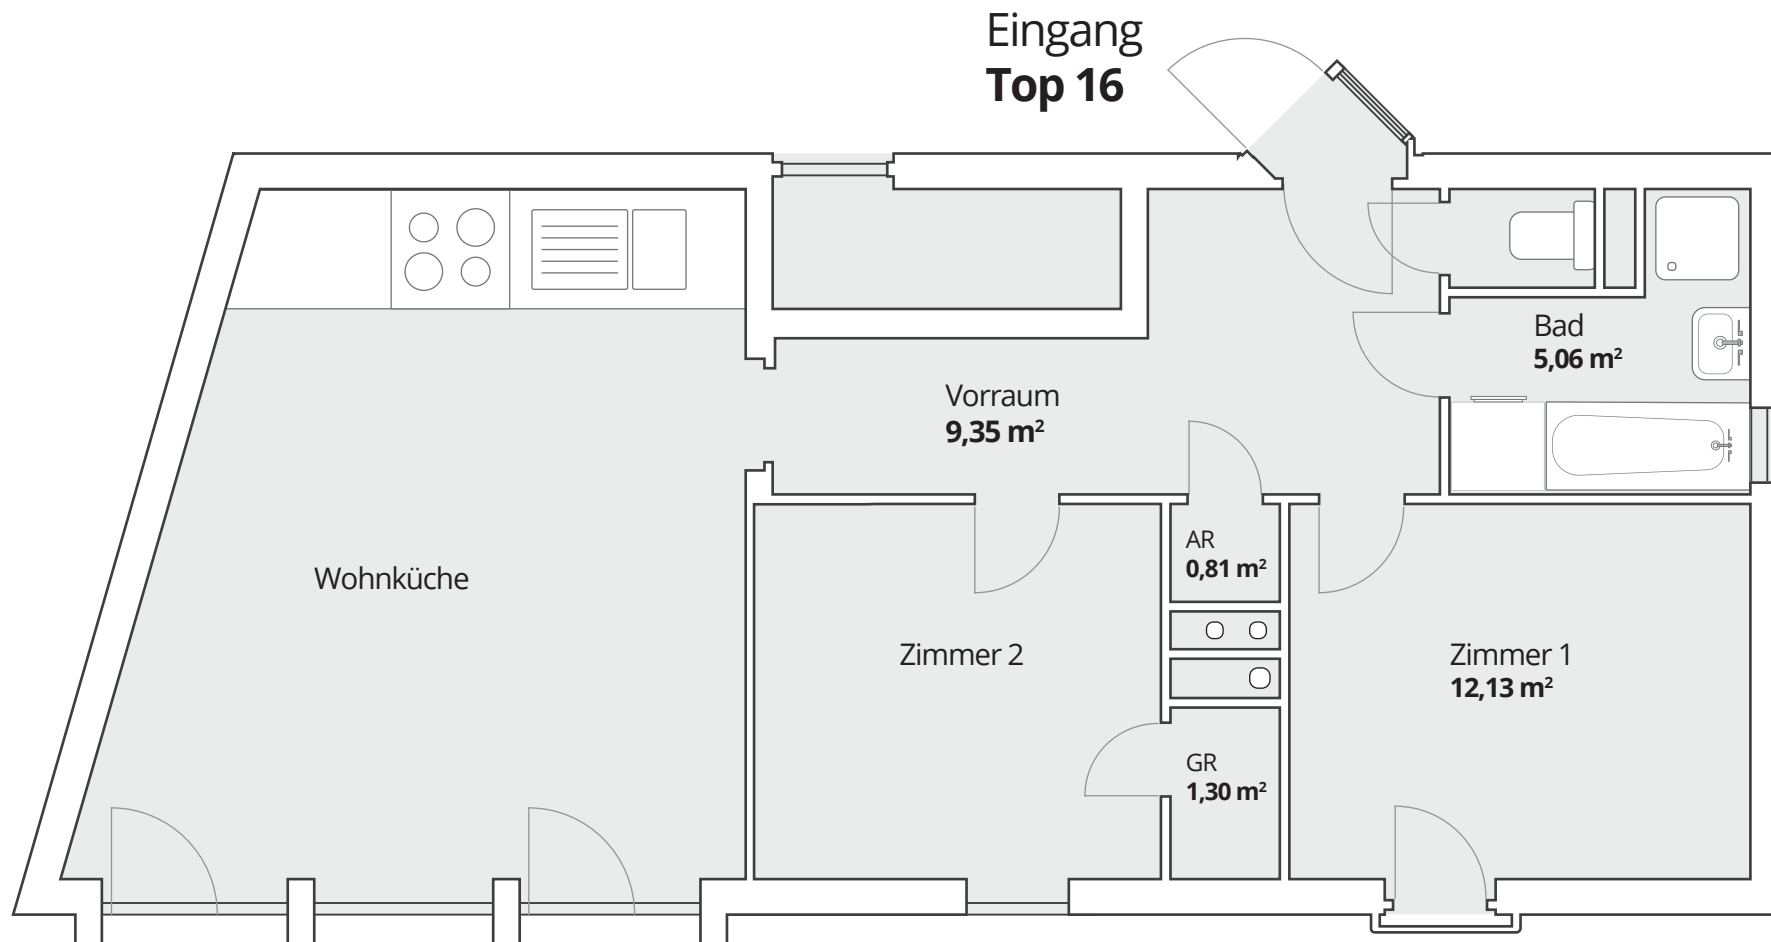 Eingang
Top 16
Bad
5,06 m²
Vorraum
9,35 m²
AR
0,81 m²
Wohnküche
Zimmer 2
Zimmer 1
12,13 m²
GR
1,30 m²